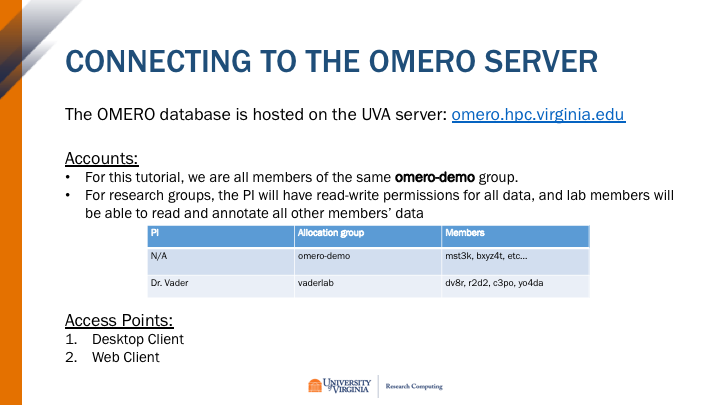 CONNECTING TO THE OMERO SERVER
The OMERO database is hosted on the UVA server: omero.hpc.virginia.edu
Accounts:
• For this tutorial, we are all members of the same omero-demo group.
• For research groups, the PI will have read-write permissions for all data, and lab members will
be able to read and annotate all other members’ data
PI Allocation group Members
N/A omero-demo mst3k, bxyz4t, etc…
Dr. Vader vaderlab dv8r, r2d2, c3po, yo4da
Access Points:
1. Desktop Client
2. Web Client
UNIVERSITY of VIRGINIA Research Computing